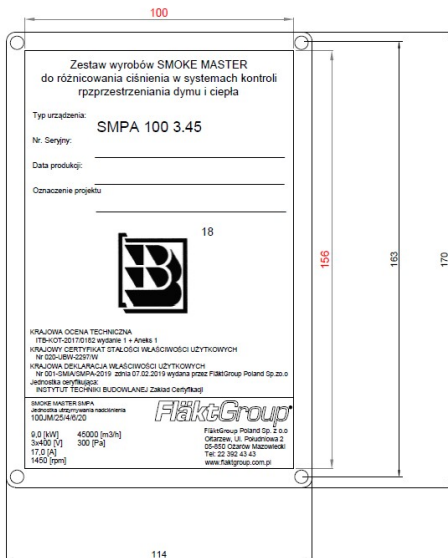 100
Zestaw wyrobów SMOKE MASTER
do różnicowania ciśnienia w systemach kontroli
rpzprzestrzeniania dymu i ciepła
Typ urządzenia:
SMPA 100 3.45
Nr. Seryjny:
Data produkcji:
Oznaczenie projektu
18
156
163
170
KRAJOWA OCENA TECHNICZNA
ITB-KOT-2017/0182 wydanie 1 + Aneks 1
KRAJOWY CERTYFIKAT STAŁOŚCI WŁAŚCIWOŚCI UŻYTKOWYCH
Nr 020-UBW-2297/W
KRAJOWA DEKLARACJA WŁAŚCIWOŚCI UŻYTKOWYCH
Nr 001-SMIA/SMPA-2019 zdnia 07.02.2019 wydana przez FläktGroup Poland Sp.zo.o
Jednostka certyfikująca:
INSTYTUT TECHNIKI BUDOWLANEJ Zakład Certyfikacji
SMOKE MASTER SMPA
Jednostka utrzymywania nadciśnienia
100JM/25/4/6/20
9,0 [kW] 45000 [m3/h]
3x400 [V] 300 [Pa]
17,0 [A]
1450 [rpm]
FläktGroup
FläktGroup Poland Sp. z o.o
Ołtarzew, Ul. Południowa 2
05-850 Ożarów Mazowiecki
Tel: 22 392 43 43
www.flaktgroup.com.pl
114